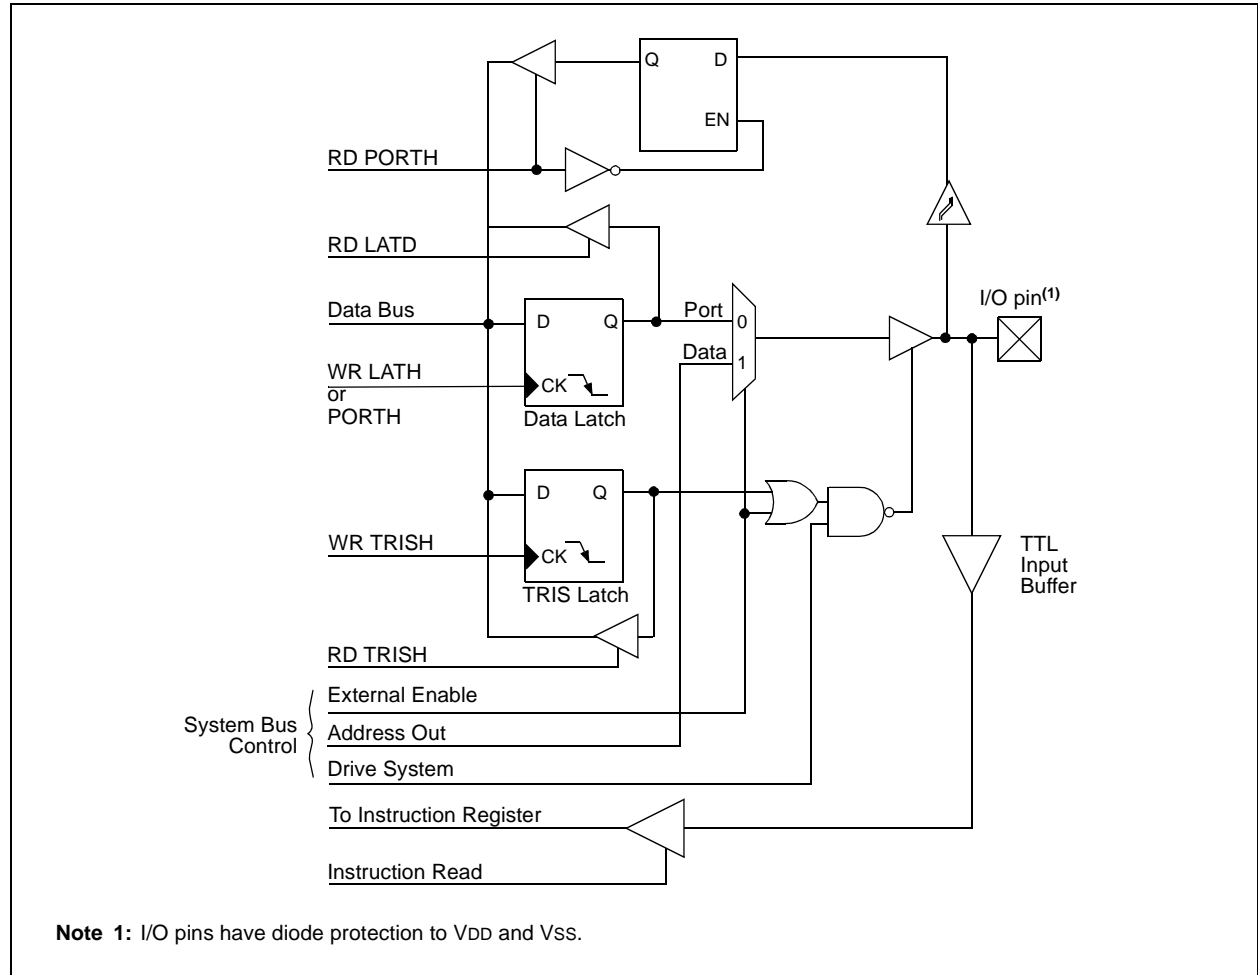 Q D
EN
RD PORTH
RD LATD
I/O pin(1)
Data Bus
D Q
Port
0
Data
1
WR LATH
or
PORTH
CK
Data Latch
D Q
WR TRISH
CK
TRIS Latch
TTL
Input
Buffer
RD TRISH
External Enable
System Bus
Control
Address Out
Drive System
To Instruction Register
Instruction Read
Note 1: I/O pins have diode protection to VDD and VSS.